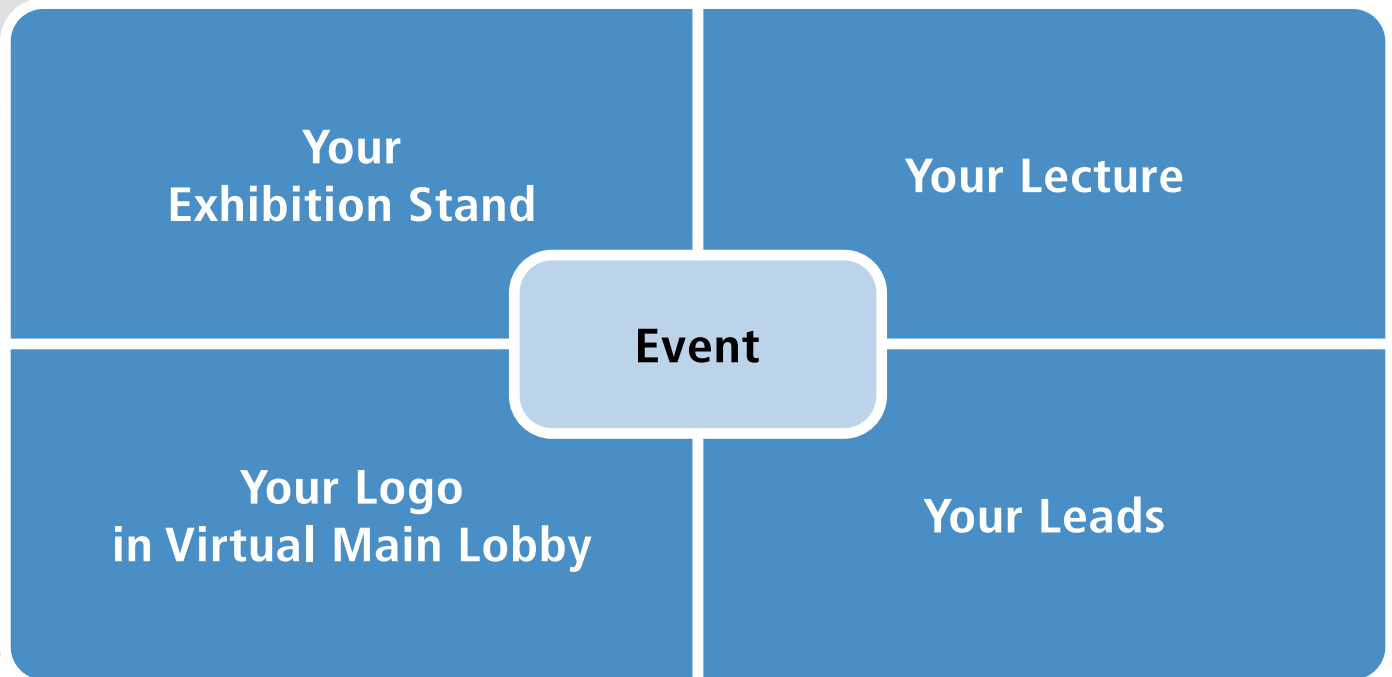 Your
Exhibition Stand
Your Lecture
Event
Your Logo
in Virtual Main Lobby
Your Leads